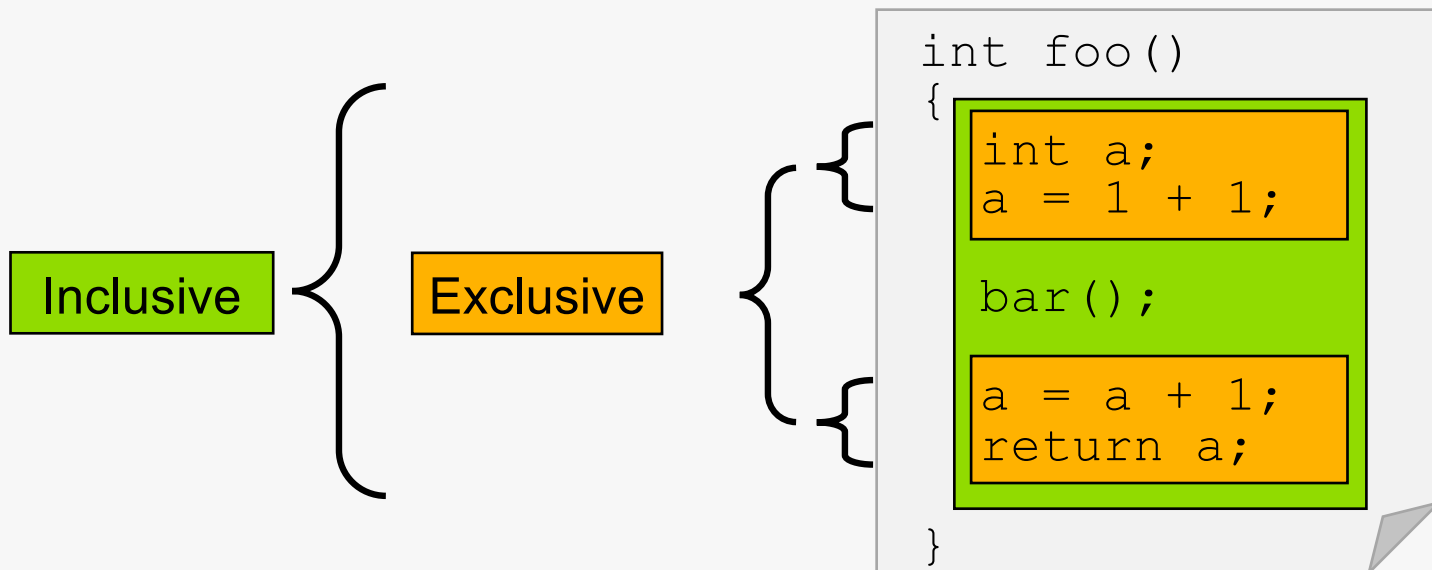 Inclusive
Exclusive
int foo()
{
int a;
a = 1 + 1;
bar();
a = a + 1;
return a;
}